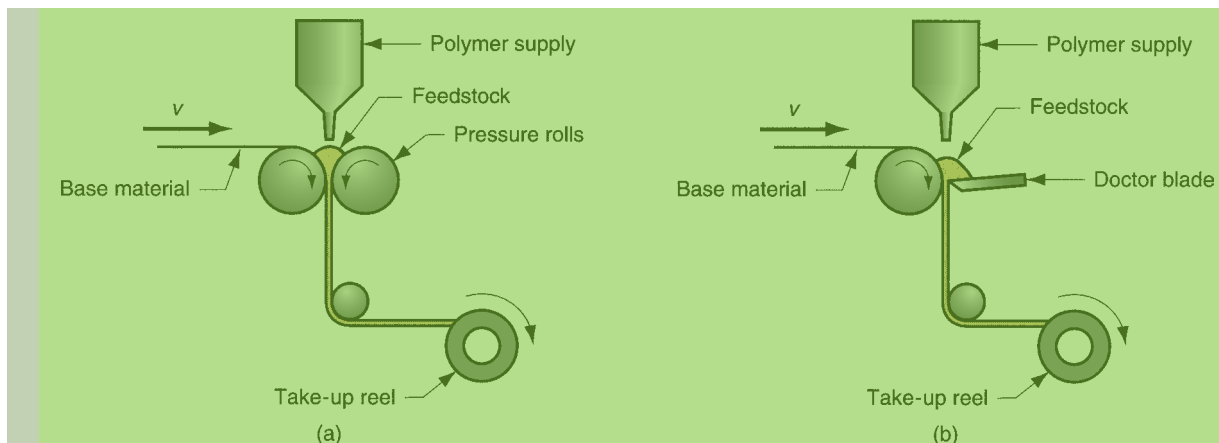 Polymer supply
Feedstock
v
Pressure rolls
Base material
Take-up reel
(a)
Polymer supply
Feedstock
v
Base material
Doctor blade
Take-up reel
(b)